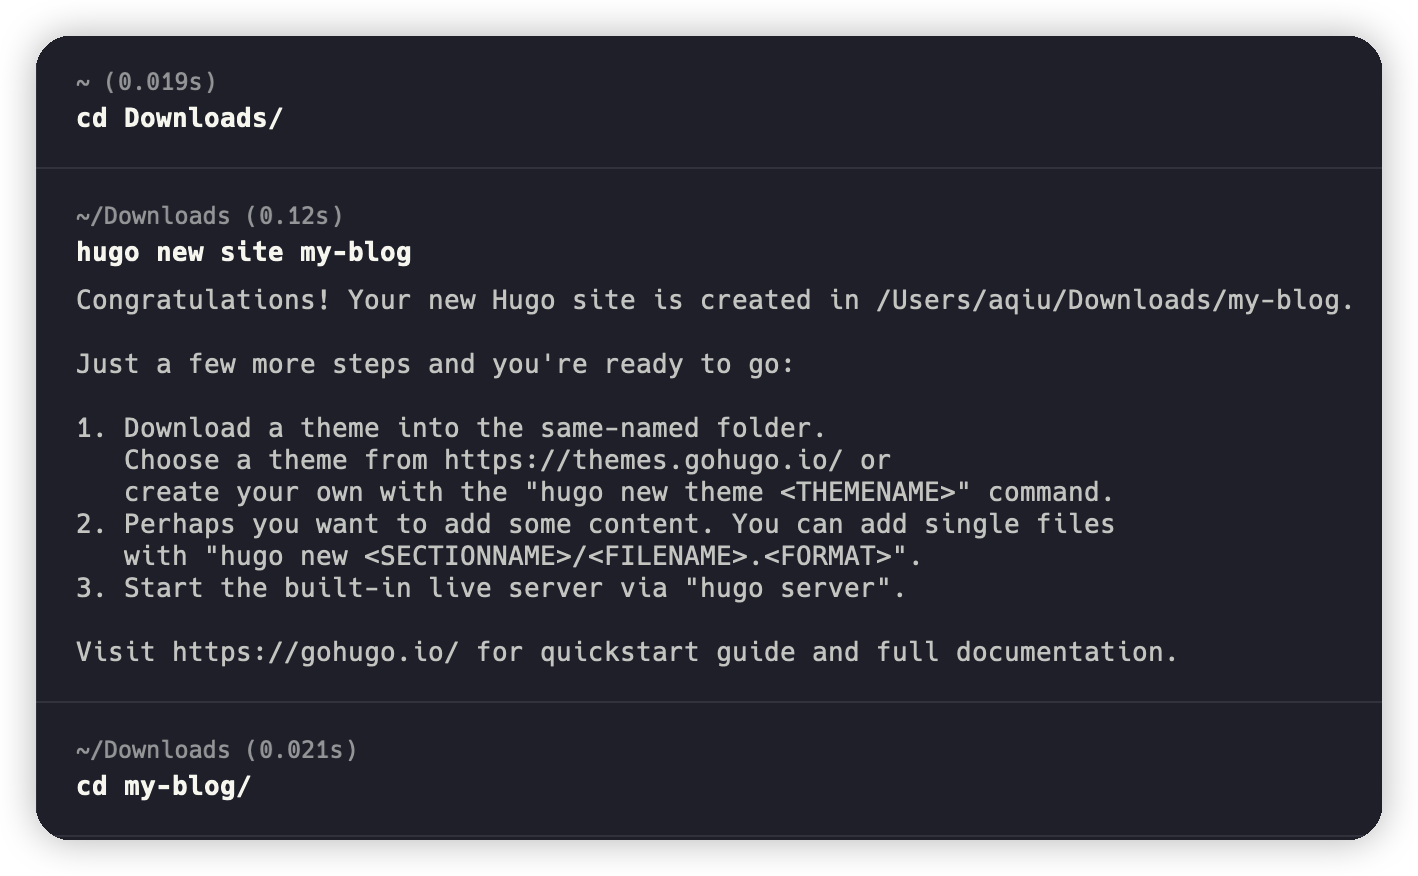 ~ (0.019s)
cd Downloads/
~/Downloads (0.12s)
hugo new site my-blog
Congratulations! Your new Hugo site is created in /Users/aqiu/Downloads/my-blog.
Just a few more steps and you're ready to go:
1. Download a theme into the same-named folder.
Choose a theme from https://themes.gohugo.io/ or
create your own with the "hugo new theme <THEMENAME>" command.
2. Perhaps you want to add some content. You can add single files
with "hugo new <SECTIONNAME>/<FILENAME>.<FORMAT>".
3. Start the built-in live server via "hugo server".
Visit https://gohugo.io/ for quickstart guide and full documentation.
~/Downloads (0.021s)
cd my-blog/